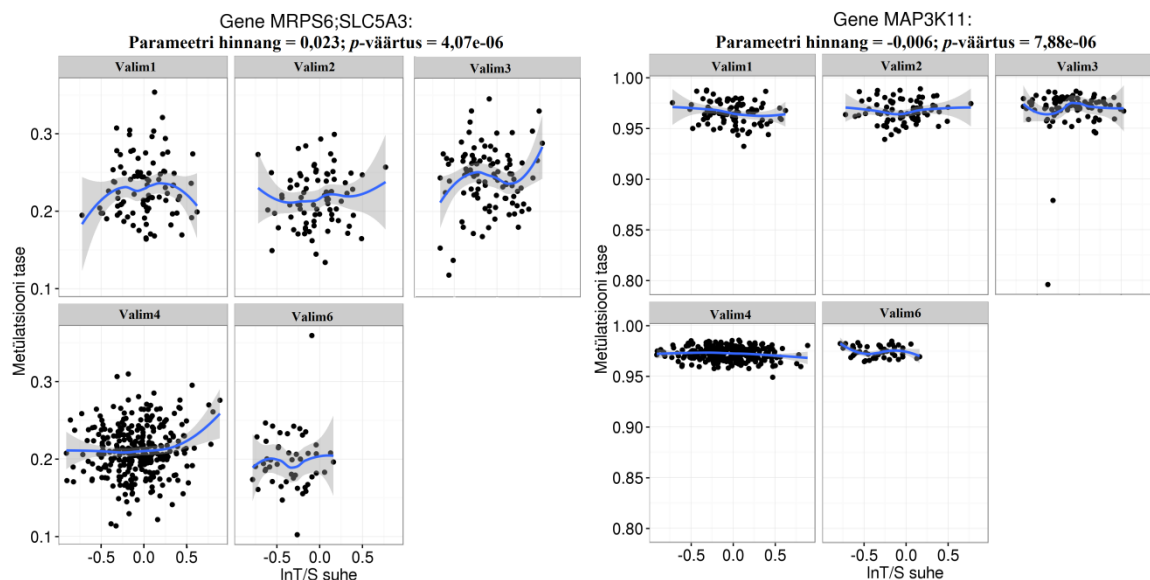 Gene MRPS6;SLC5A3:
Parameetri hinnang = 0,023; p-väärtus = 4,07e-06
Valim1
Valim2
Valim3
0.3
0.2
0.1
Valim4
Valim6
0.3
0.2
0.1
-0.5
0.0
0.5
-0.5
0.0
0.5
Metülatsiooni tase
lnT/S suhe
Gene MAP3K11:
Parameetri hinnang = -0,006; p-väärtus = 7,88e-06
Valim1
Valim2
Valim3
1.00
0.95
0.90
0.85
0.80
Valim4
Valim6
1.00
0.95
0.90
0.85
0.80
-0.5
0.0
0.5
-0.5
0.0
0.5
Metülatsiooni tase
lnT/S suhe